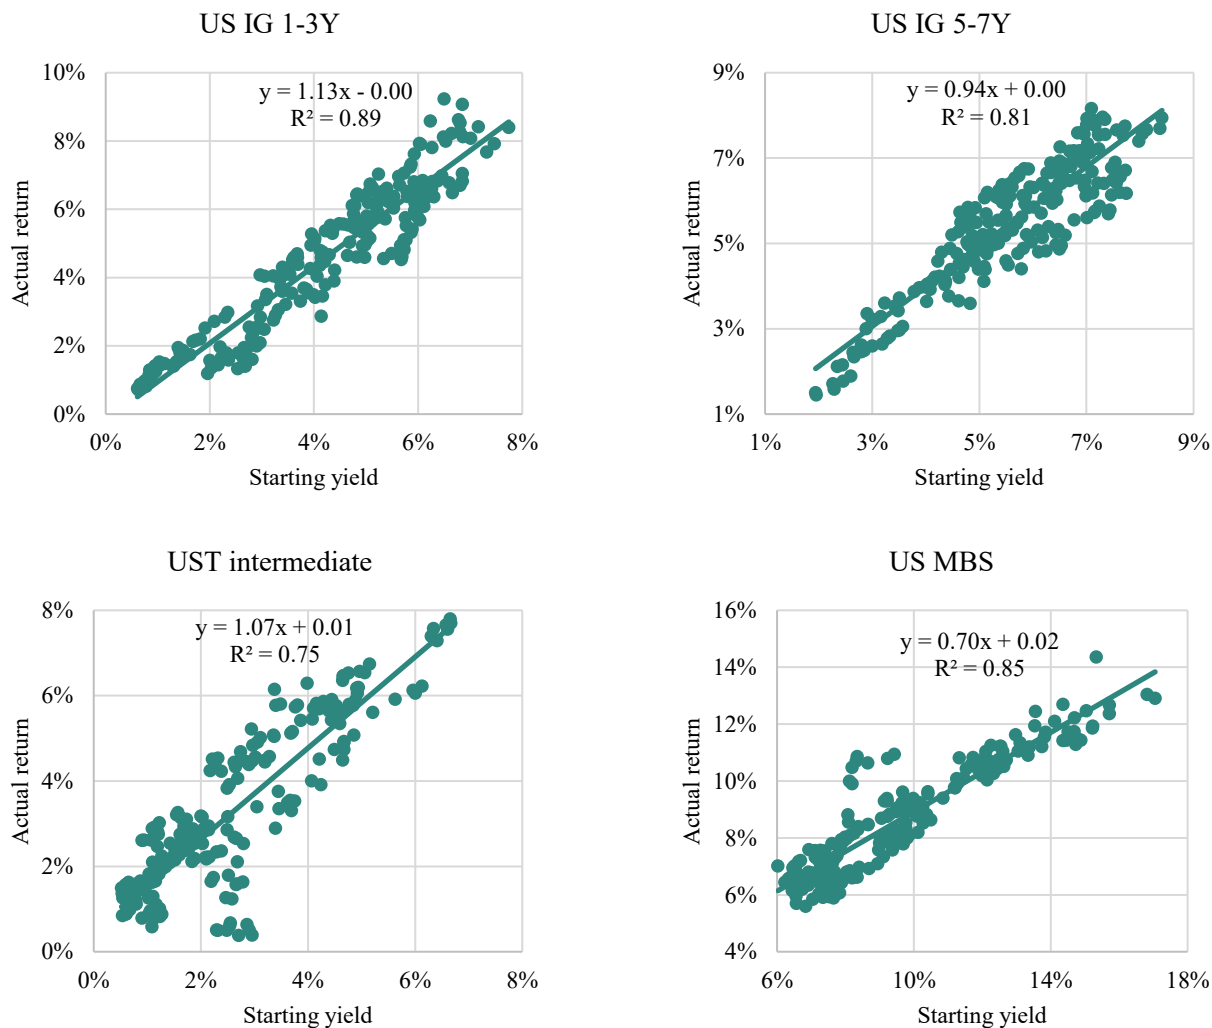 US IG 1-3Y
10%
8%
6%
4%
2%
0%
y = 1.13x - 0.00
R² = 0.89
Actual return
0%
2%
4%
6%
8%
Starting yield
US IG 5-7Y
9%
7%
5%
3%
1%
y = 0.94x + 0.00
R² = 0.81
Actual return
1%
3%
5%
7%
9%
Starting yield
UST intermediate
8%
6%
4%
2%
0%
y = 1.07x + 0.01
R² = 0.75
Actual return
0%
2%
4%
6%
8%
Starting yield
US MBS
16%
14%
12%
10%
8%
6%
4%
y = 0.70x + 0.02
R² = 0.85
Actual return
6%
10%
14%
18%
Starting yield